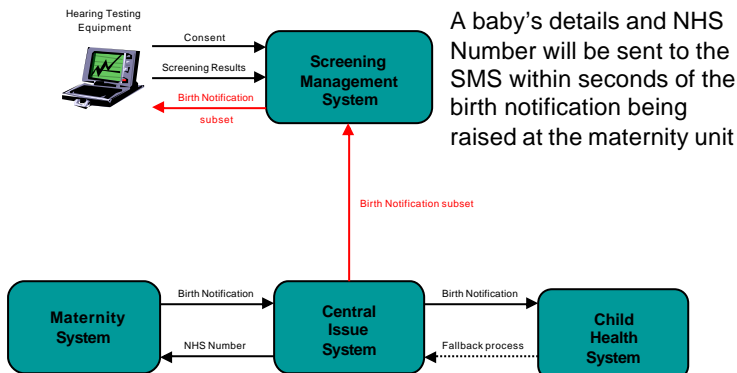 Hearing Testing
Equipment
Consent
Screening Results
Birth Notification
subset
Screening
Management
System
A baby's details and NHS
Number will be sent to the
SMS within seconds of the
birth notification being
raised at the maternity unit
Birth Notification subset
Maternity
System
Birth Notification
NHS Number
Central
Issue
System
Birth Notification
Fallback process
Child
Health
System